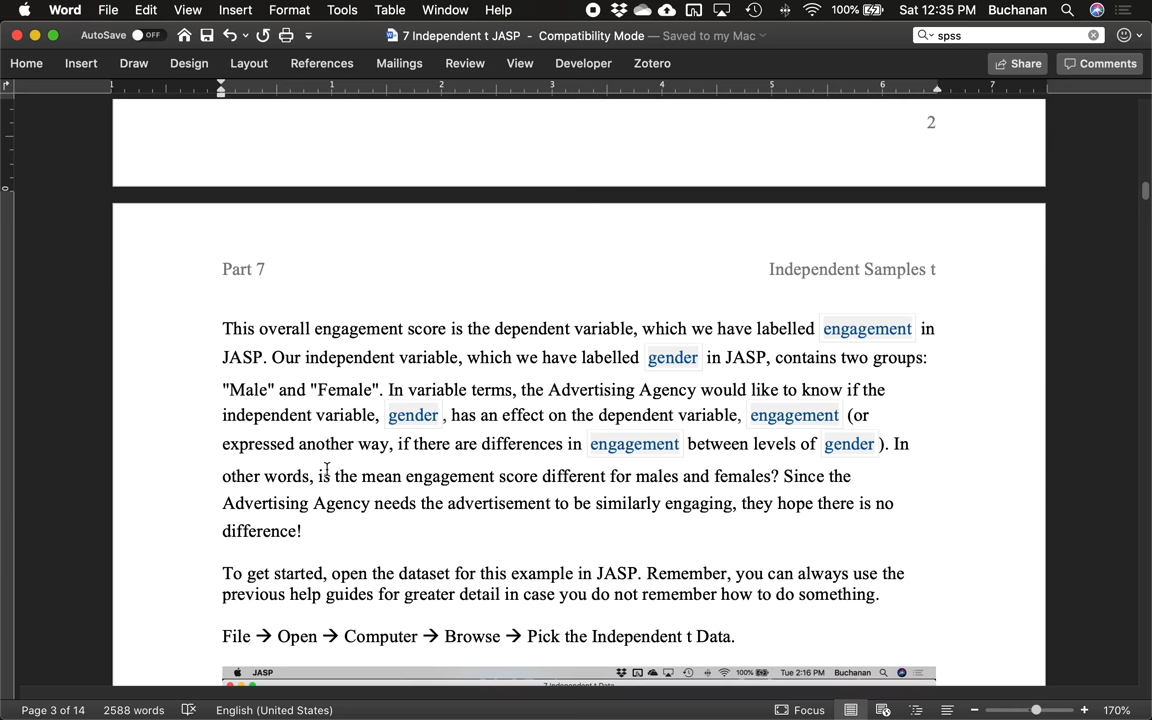 Word File Edit View Insert Format Tools Table Window Help 100% Sat 12:35 PM Buchanan
AutoSave OFF 7 Independent t JASP - Compatibility Mode — Saved to my Mac spss
Home Insert Draw Design Layout References Mailings Review View Developer Zotero Share Comments
1 1 2 3 4 5 6 7
0
2
Part 7 Independent Samples t
This overall engagement score is the dependent variable, which we have labelled engagement in
JASP. Our independent variable, which we have labelled gender in JASP, contains two groups:
"Male" and "Female". In variable terms, the Advertising Agency would like to know if the
independent variable, gender , has an effect on the dependent variable, engagement (or
expressed another way, if there are differences in engagement between levels of gender ). In
other words, is the mean engagement score different for males and females? Since the
Advertising Agency needs the advertisement to be similarly engaging, they hope there is no
difference!
To get started, open the dataset for this example in JASP. Remember, you can always use the
previous help guides for greater detail in case you do not remember how to do something.
File → Open → Computer → Browse → Pick the Independent t Data.
JASP 100% Tue 2:16 PM Buchanan
Page 3 of 14 2588 words English (United States) Focus 170%